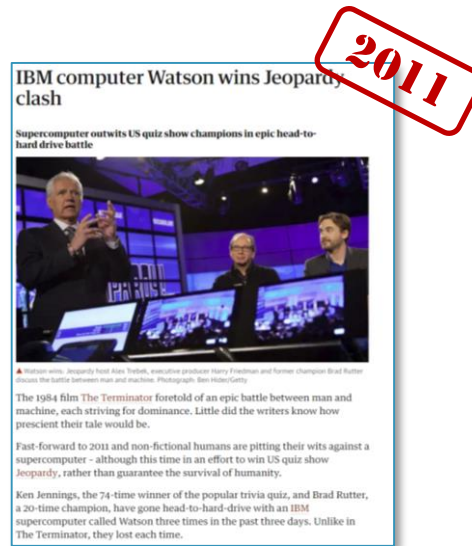 2011
IBM computer Watson wins Jeopardy
clash
Supercomputer outwits US quiz show champions in epic head-to-
hard drive battle
JEOPARDY!
▲ Watson wins: Jeopardy host Alex Trebek, executive producer Harry Friedman and former champion Brad Rutter
discuss the battle between man and machine. Photograph: Ben Hider/Getty
The 1984 film The Terminator foretold of an epic battle between man and
machine, each striving for dominance. Little did the writers know how
prescient their tale would be.
Fast-forward to 2011 and non-fictional humans are pitting their wits against a
supercomputer – although this time in an effort to win US quiz show
Jeopardy, rather than guarantee the survival of humanity.
Ken Jennings, the 74-time winner of the popular trivia quiz, and Brad Rutter,
a 20-time champion, have gone head-to-hard-drive with an IBM
supercomputer called Watson three times in the past three days. Unlike in
The Terminator, they lost each time.